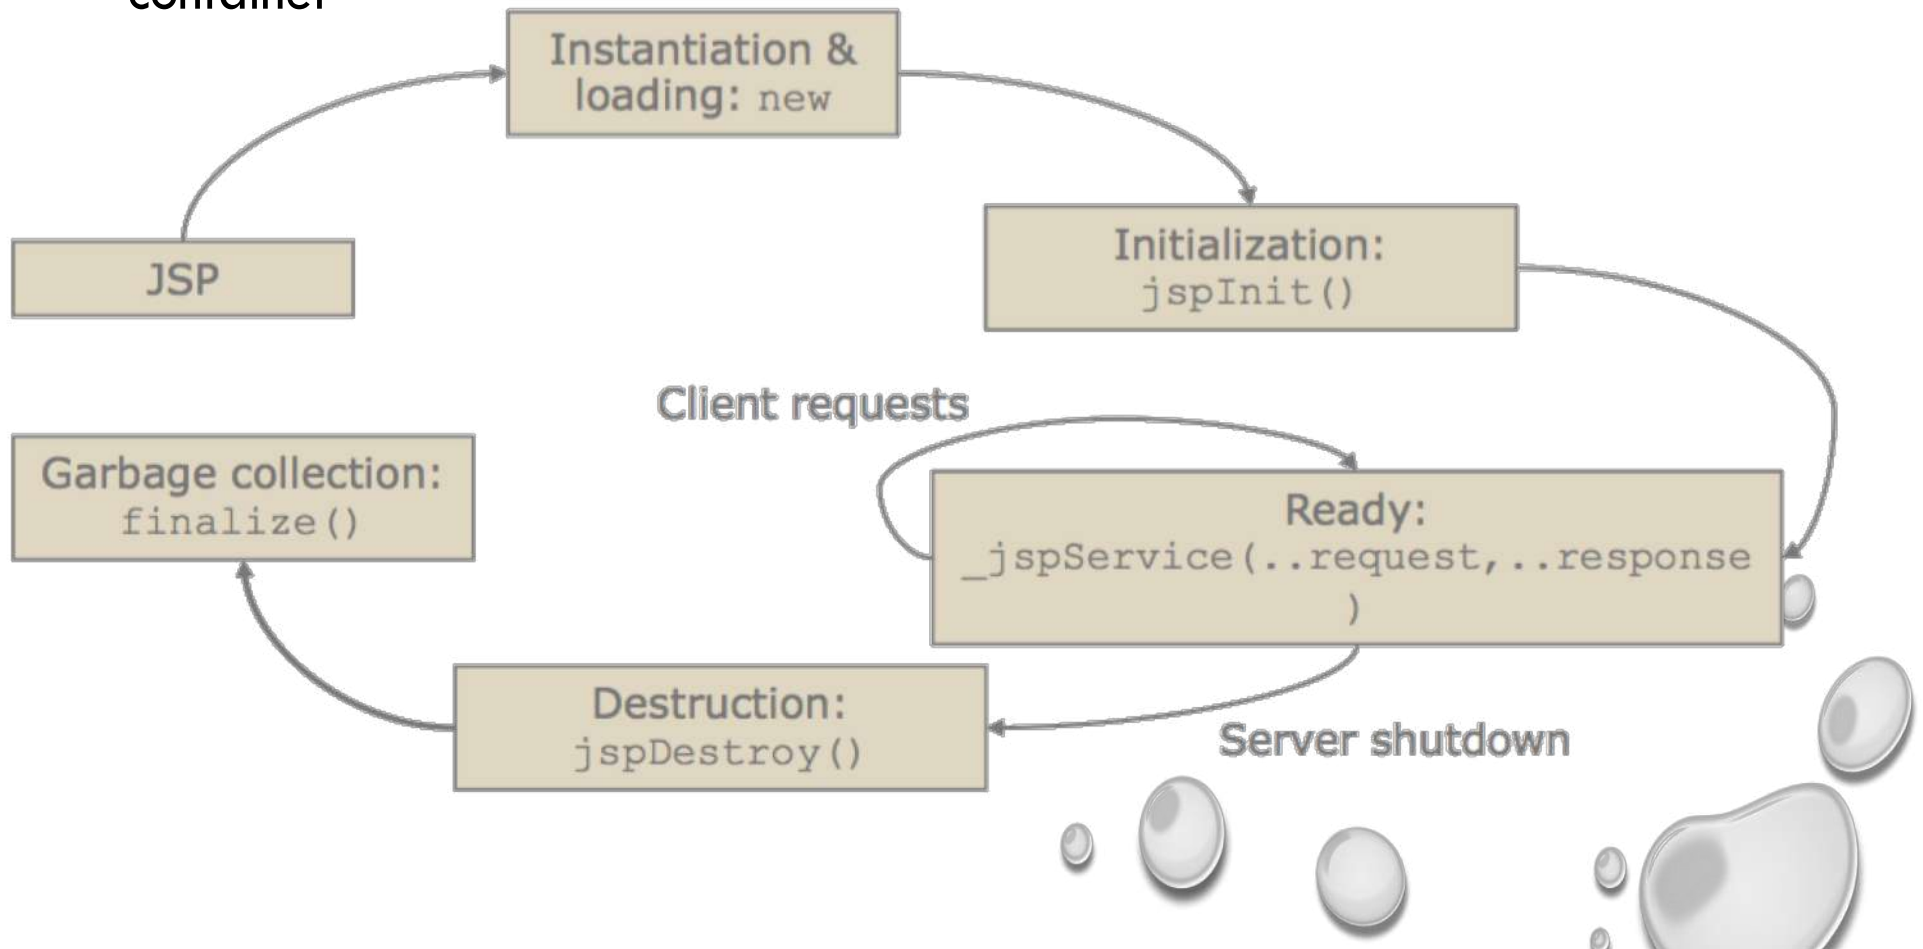 container
Instantiation &
loading: new
JSP
Initialization:
jspInit()
Client requests
Garbage collection:
finalize()
Ready:
_jspService(..request,..response
)
Destruction:
jspDestroy()
Server shutdown